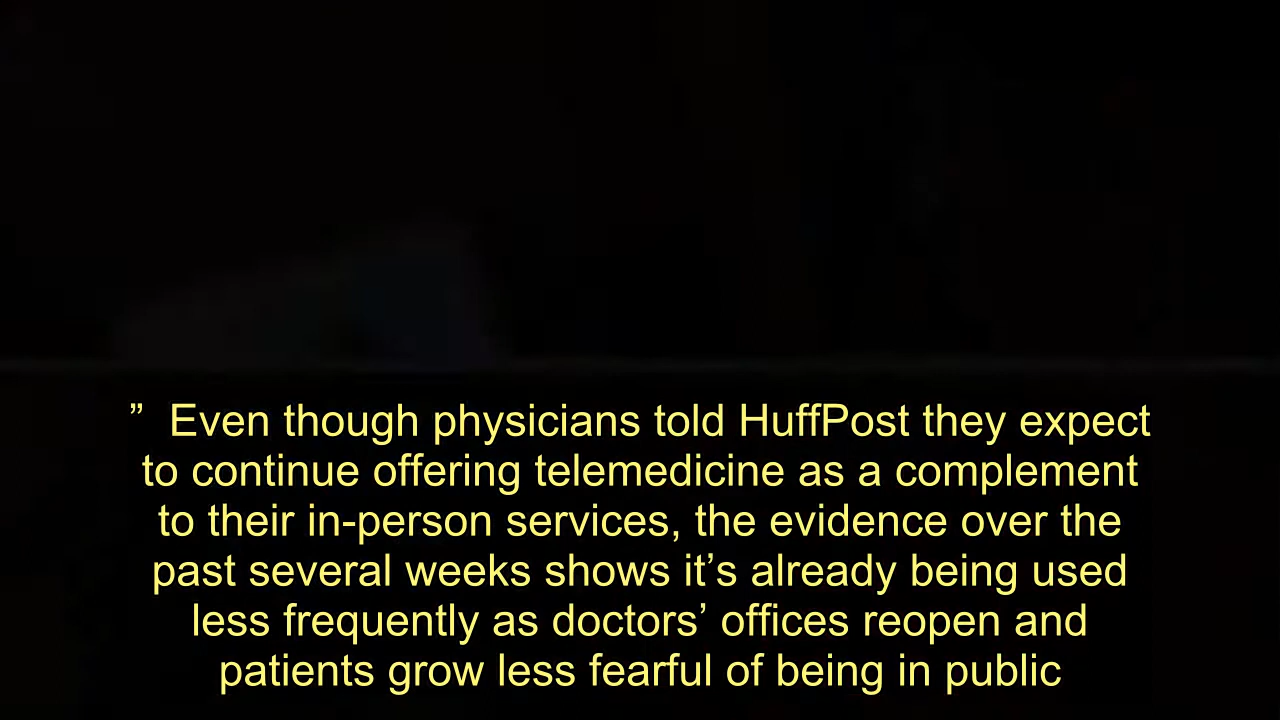 ”  Even though physicians told HuffPost they expect
to continue offering telemedicine as a complement
to their in-person services, the evidence over the
past several weeks shows it’s already being used
less frequently as doctors’ offices reopen and
patients grow less fearful of being in public